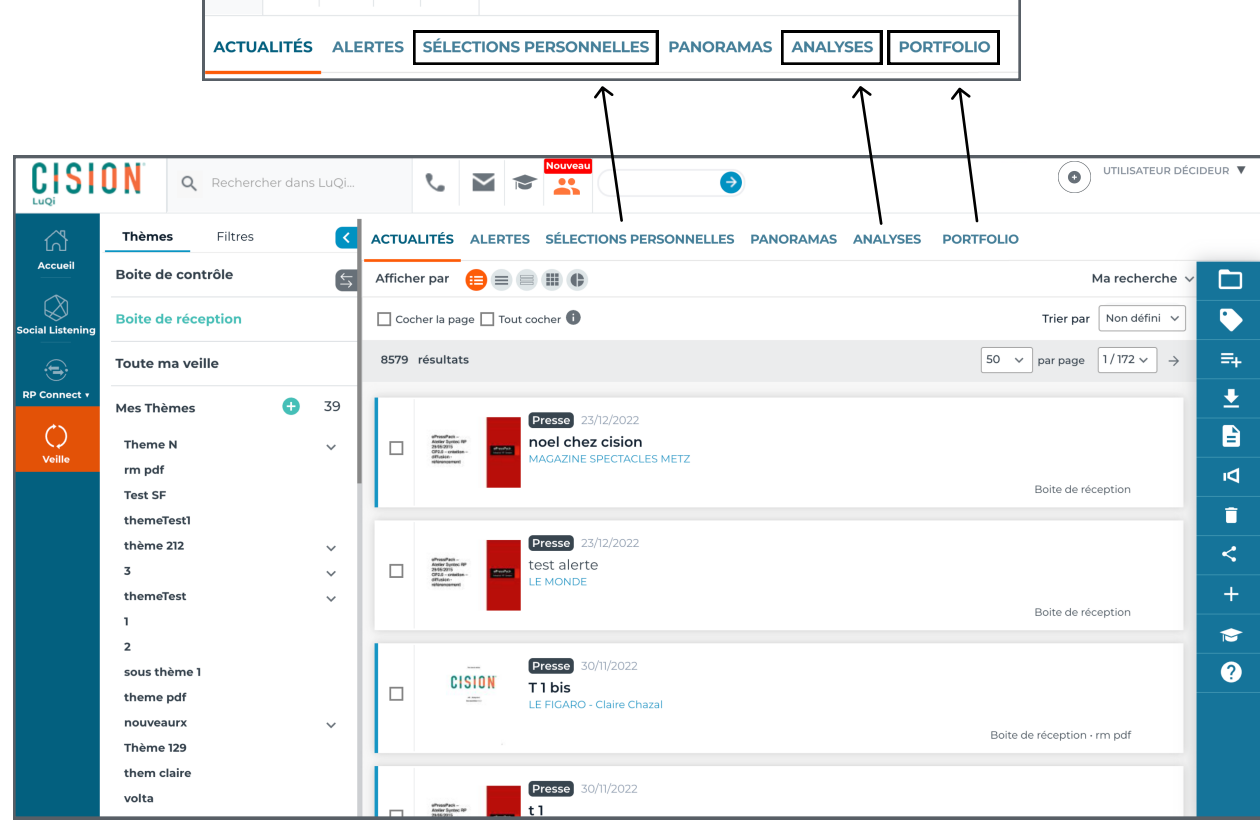 ACTUALITÉS ALERTES SÉLECTIONS PERSONNELLES PANORAMAS ANALYSES PORTFOLIO
CISION
LuQi
Rechercher dans LuQi...
Nouveau
UTILISATEUR DÉCIDEUR ▼
Accueil
Social Listening
RP Connect ▾
Veille
Thèmes Filtres
Boite de contrôle
Boite de réception
Toute ma veille
Mes Thèmes 39
Theme N
rm pdf
Test SF
themeTest1
thème 212
3
themeTest
1
2
sous thème 1
theme pdf
nouveaurx
Thème 129
them claire
volta
ACTUALITÉS ALERTES SÉLECTIONS PERSONNELLES PANORAMAS ANALYSES PORTFOLIO
Afficher par Ma recherche
Cocher la page Tout cocher Trier par Non défini
8579 résultats 50 par page 1 / 172
Presse 23/12/2022
noel chez cision
MAGAZINE SPECTACLES METZ
Boite de réception
Presse 23/12/2022
test alerte
LE MONDE
Boite de réception
CISION
Presse 30/11/2022
T 1 bis
LE FIGARO - Claire Chazal
Boite de réception • rm pdf
Presse 30/11/2022
t 1